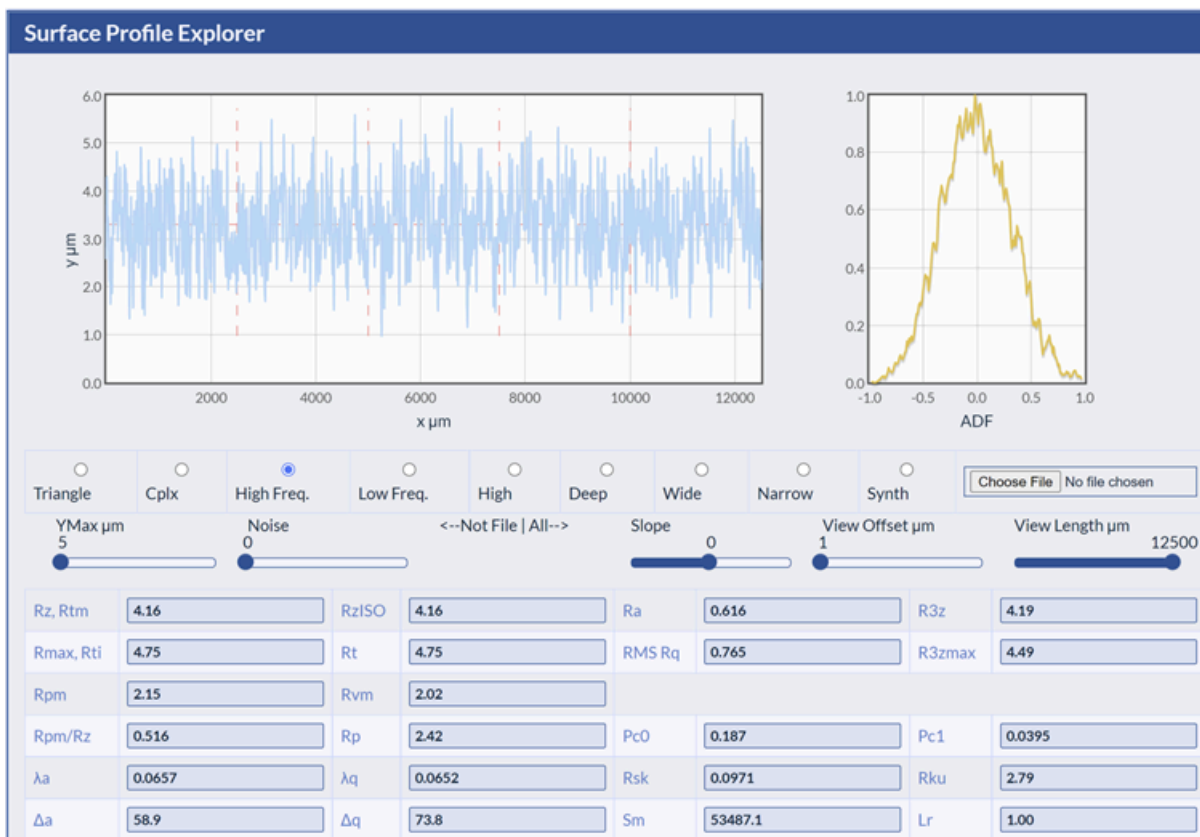 Surface Profile Explorer
6.0
5.0
4.0
3.0
2.0
1.0
0.0
y µm
2000 4000 6000 8000 10000 12000
x µm
1.0
0.8
0.6
0.4
0.2
0.0
-1.0 -0.5 0.0 0.5 1.0
ADF
Triangle Cplx High Freq. Low Freq. High Deep Wide Narrow Synth Choose File No file chosen
YMax µm Noise <--Not File | All--> Slope View Offset µm View Length µm
5 0 0 1 12500
Rz, Rtm 4.16 RzISO 4.16 Ra 0.616 R3z 4.19
Rmax, Rti 4.75 Rt 4.75 RMS Rq 0.765 R3zmax 4.49
Rpm 2.15 Rvm 2.02
Rpm/Rz 0.516 Rp 2.42 Pc0 0.187 Pc1 0.0395
λa 0.0657 λq 0.0652 Rsk 0.0971 Rku 2.79
Δa 58.9 Δq 73.8 Sm 53487.1 Lr 1.00